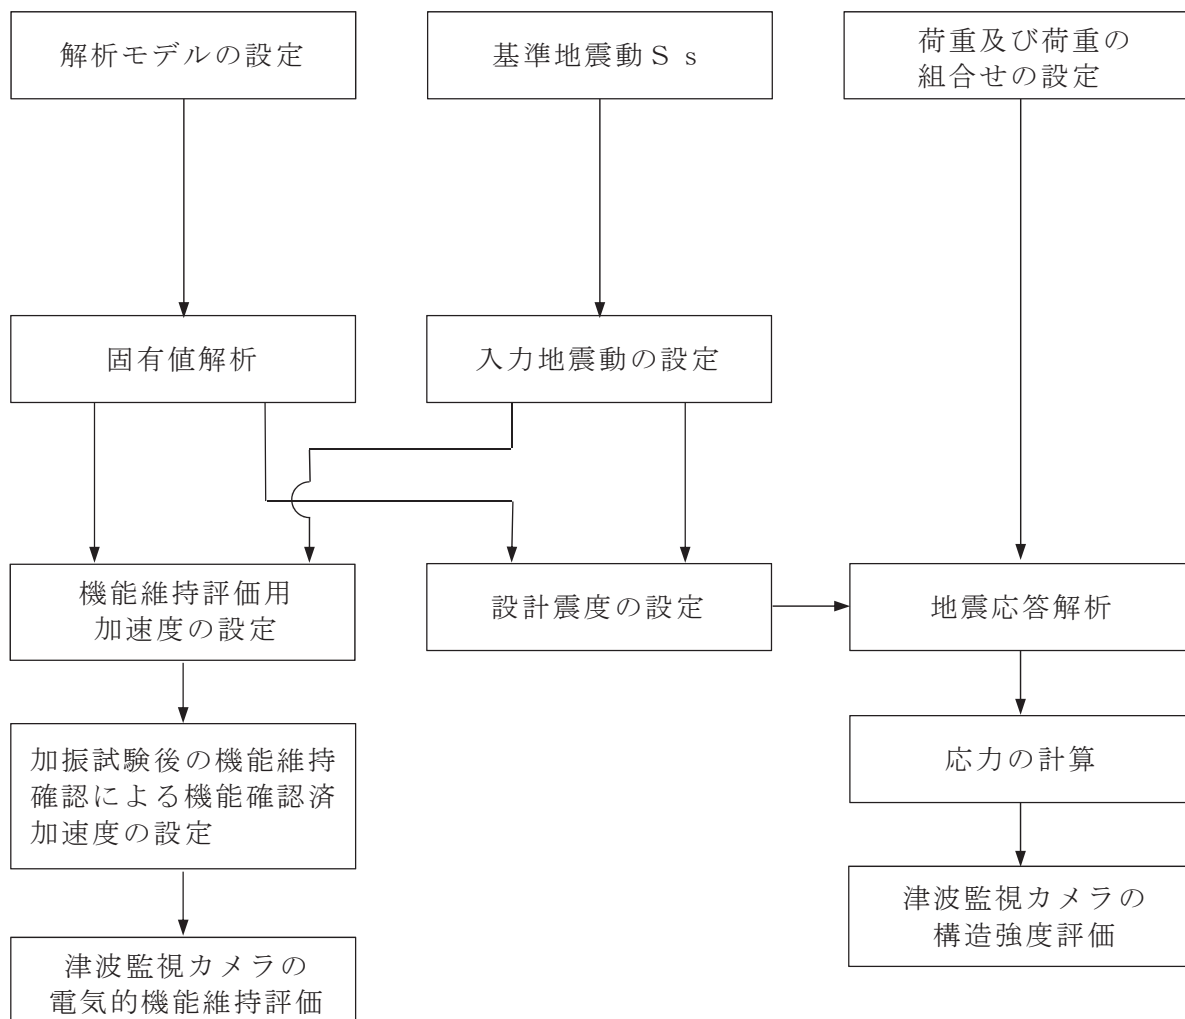 解析モデルの設定
基準地震動Ｓｓ
荷重及び荷重の
組合せの設定
固有値解析
入力地震動の設定
機能維持評価用
加速度の設定
設計震度の設定
地震応答解析
加振試験後の機能維持
確認による機能確認済
加速度の設定
応力の計算
津波監視カメラの
構造強度評価
津波監視カメラの
電気的機能維持評価